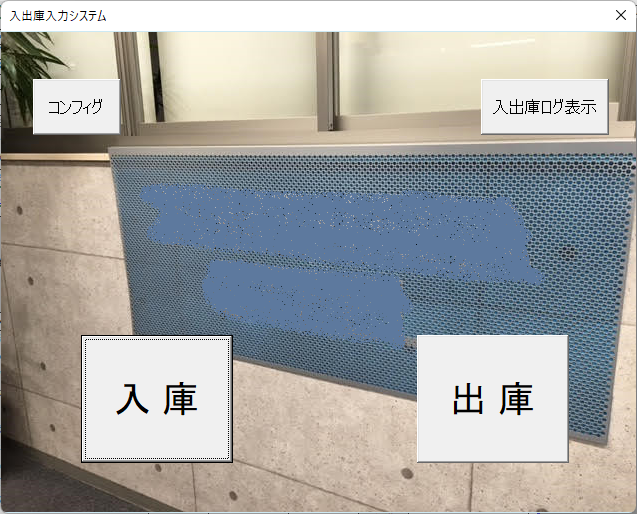 入出庫入力システム
コンフィグ
入出庫ログ表示
入 庫
出 庫